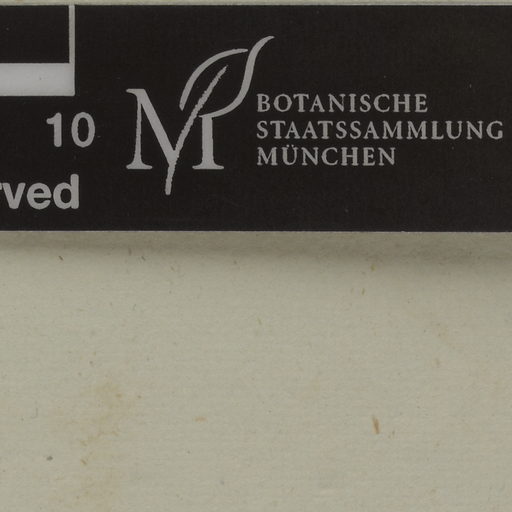 10
rved
M
BOTANISCHE
STAATSSAMMLUNG
MÜNCHEN